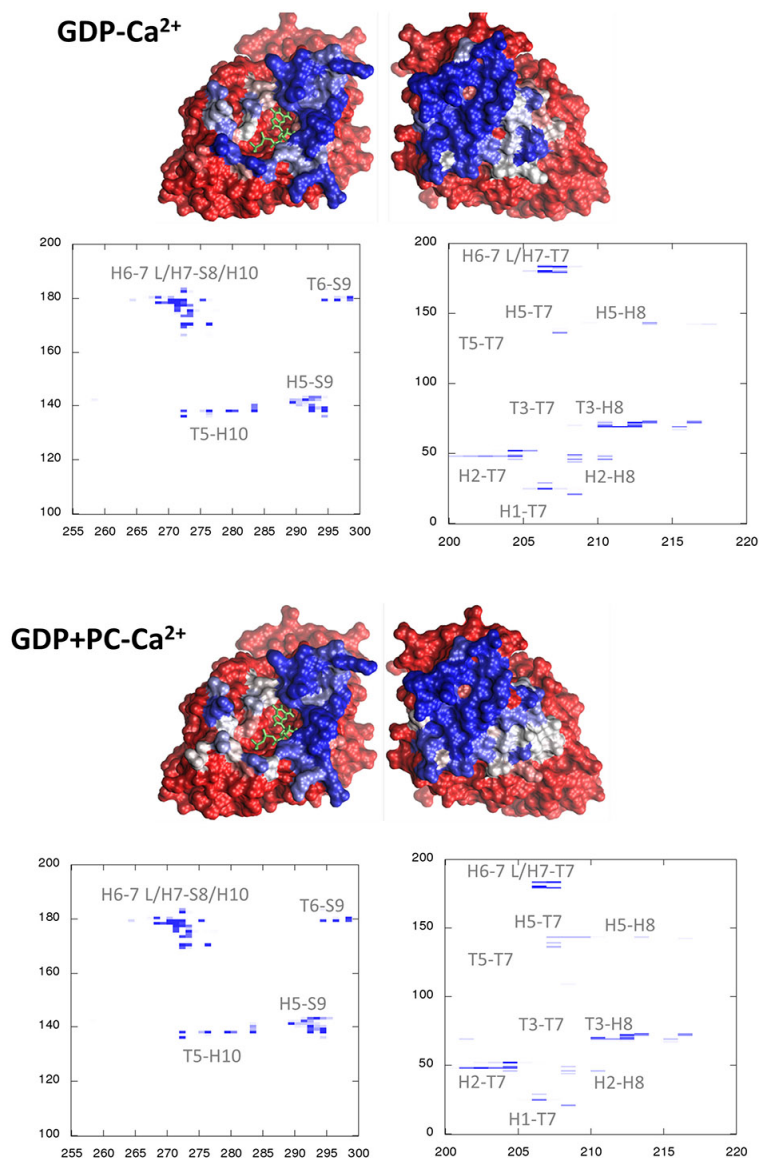 GDP-Ca²⁺
200
180
160
140
120
100
H6-7 L/H7-S8/H10
T6-S9
H5-S9
T5-H10
255 260 265 270 275 280 285 290 295 300
200
150
100
50
0
H6-7 L/H7-T7
H5-T7
H5-H8
T5-T7
T3-T7
T3-H8
H2-T7
H2-H8
H1-T7
200 205 210 215 220
GDP+PC-Ca²⁺
200
180
160
140
120
100
H6-7 L/H7-S8/H10
T6-S9
H5-S9
T5-H10
255 260 265 270 275 280 285 290 295 300
200
150
100
50
0
H6-7 L/H7-T7
H5-T7
H5-H8
T5-T7
T3-T7
T3-H8
H2-T7
H2-H8
H1-T7
200 205 210 215 220